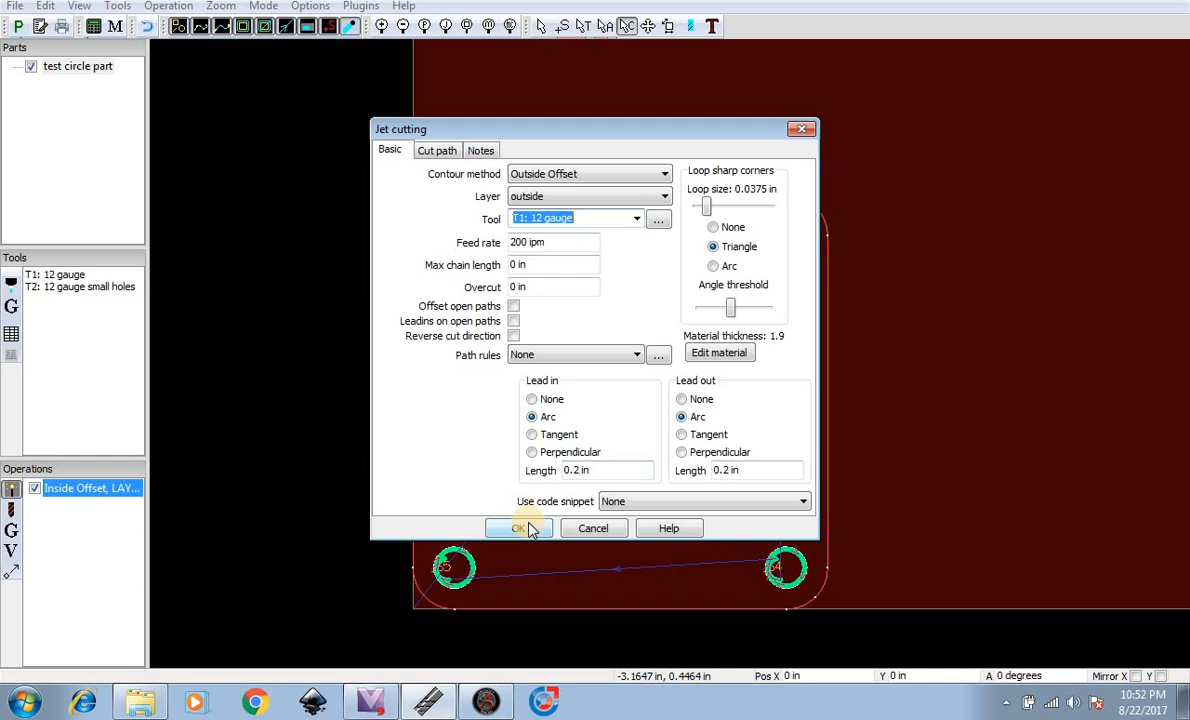 File Edit View Tools Operation Zoom Mode Options Plugins Help
P M T
Parts
test circle part
Tools
T1: 12 gauge
T2: 12 gauge small holes
G
Operations
Inside Offset, LAY...
G
V
Jet cutting
Basic Cut path Notes
Contour method Outside Offset
Layer outside
Tool T1: 12 gauge ...
Feed rate 200 ipm
Max chain length 0 in
Overcut 0 in
Offset open paths
Leadins on open paths
Reverse cut direction
Path rules None ...
Loop sharp corners
Loop size: 0.0375 in
None
Triangle
Arc
Angle threshold
Material thickness: 1.9
Edit material
Lead in
None
Arc
Tangent
Perpendicular
Length 0.2 in
Lead out
None
Arc
Tangent
Perpendicular
Length 0.2 in
Use code snippet None
OK Cancel Help
-3.1647 in, 0.4464 in Pos X 0 in Y 0 in A 0 degrees Mirror X Y
10:52 PM
8/22/2017